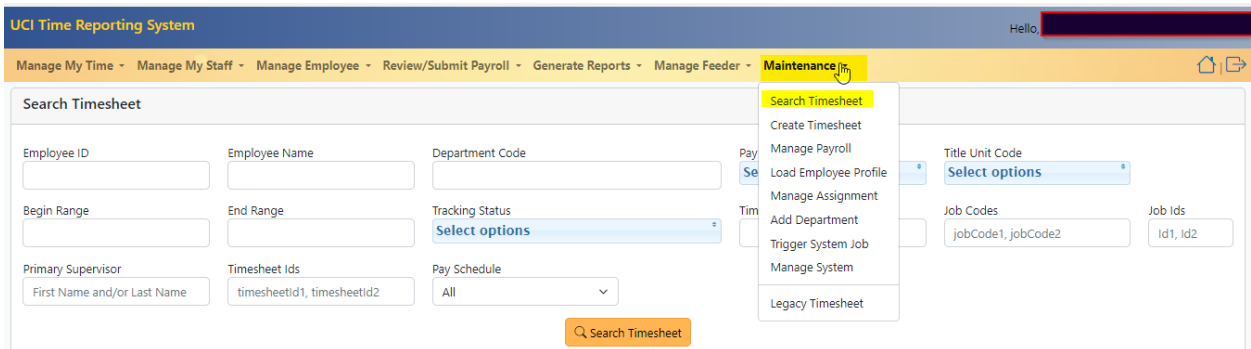 UCI Time Reporting System
Hello,
Manage My Time Manage My Staff Manage Employee Review/Submit Payroll Generate Reports Manage Feeder Maintenance
Search Timesheet
Search Timesheet
Create Timesheet
Manage Payroll
Load Employee Profile
Manage Assignment
Add Department
Trigger System Job
Manage System
Legacy Timesheet
Employee ID Employee Name Department Code Pay Title Unit Code
Se Select options
Begin Range End Range Tracking Status Tim Job Codes Job Ids
Select options jobCode1, jobCode2 Id1, Id2
Primary Supervisor Timesheet Ids Pay Schedule
First Name and/or Last Name timesheetId1, timesheetId2 All
Search Timesheet